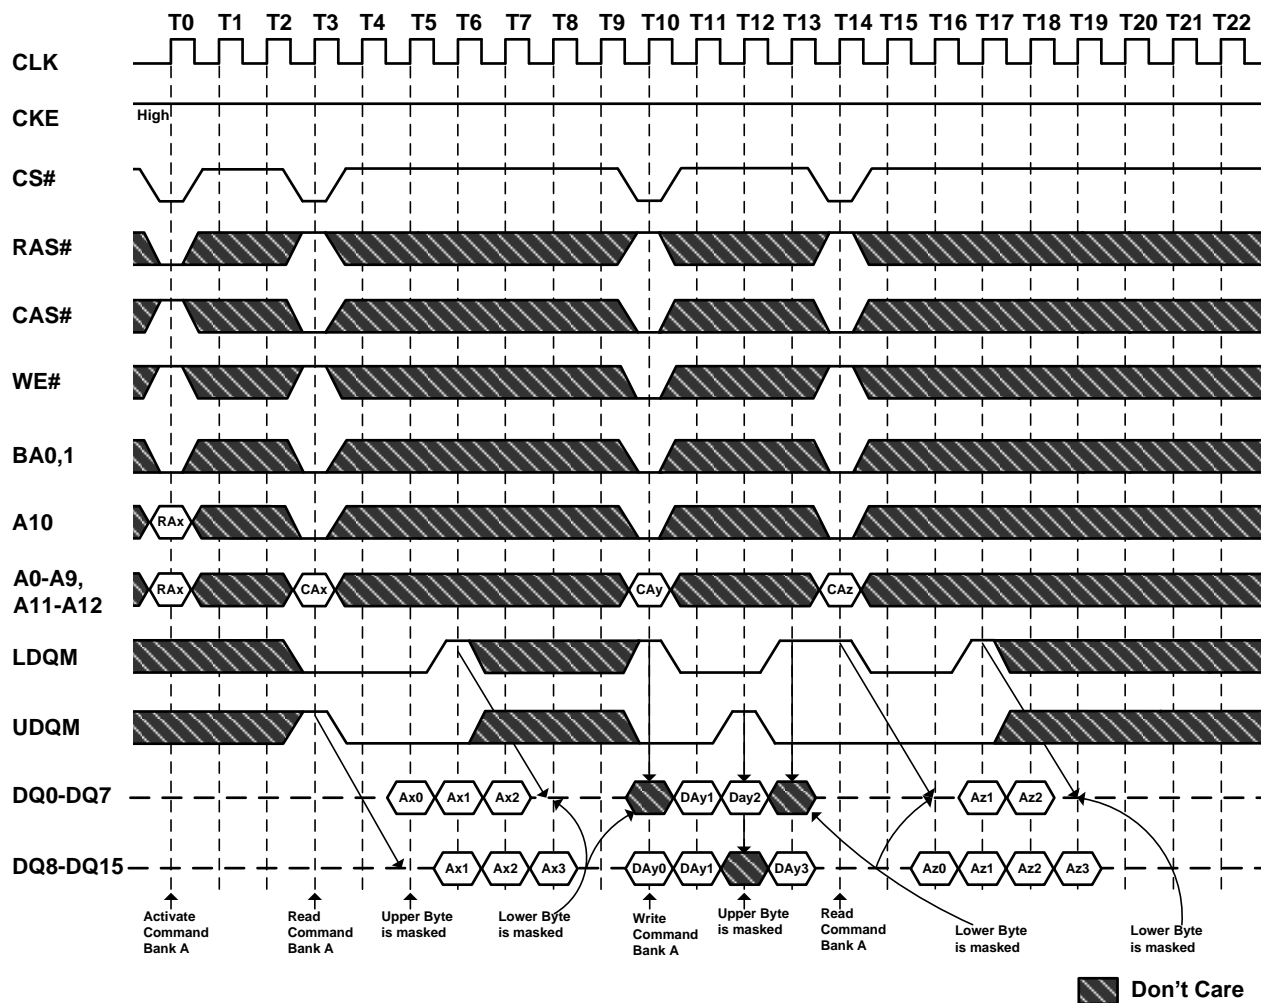 T0 T1 T2 T3 T4 T5 T6 T7 T8 T9 T10 T11 T12 T13 T14 T15 T16 T17 T18 T19 T20 T21 T22
CLK
CKE High
CS#
RAS#
CAS#
WE#
BA0,1
A10 RAx
A0-A9,
A11-A12 RAx CAx CAy CAz
LDQM
UDQM
DQ0-DQ7 Ax0 Ax1 Ax2 DAy1 Day2 Az1 Az2
DQ8-DQ15 Ax1 Ax2 Ax3 DAy0 DAy1 DAy3 Az0 Az1 Az2 Az3
Activate
Command
Bank A
Read
Command
Bank A
Upper Byte
is masked
Lower Byte
is masked
Write
Command
Bank A
Upper Byte
is masked
Read
Command
Bank A
Lower Byte
is masked
Lower Byte
is masked
Don't Care